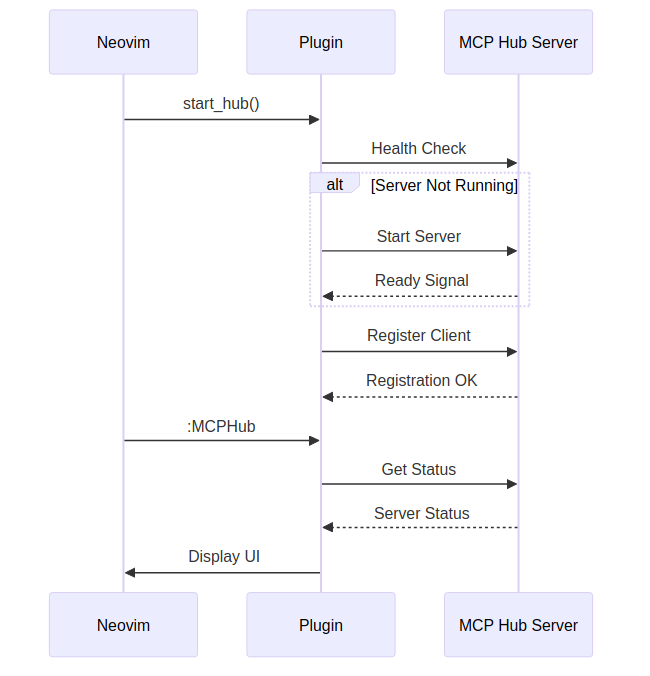 Neovim
Plugin
MCP Hub Server
start_hub()
Health Check
alt
[Server Not Running]
Start Server
Ready Signal
Register Client
Registration OK
:MCPHub
Get Status
Server Status
Display UI
Neovim
Plugin
MCP Hub Server